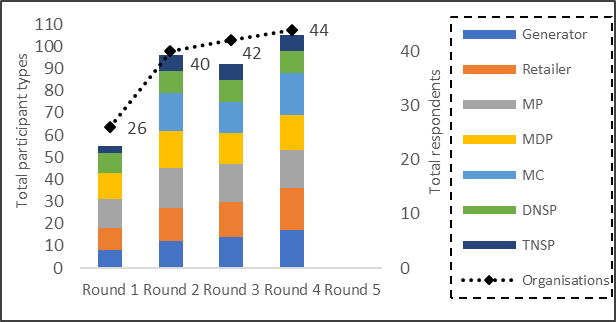 Total participant types
110
100
90
80
70
60
50
40
30
20
10
0
26
40
42
44
Round 1 Round 2 Round 3 Round 4 Round 5
40
30
20
10
0
Total respondents
Generator
Retailer
MP
MDP
MC
DNSP
TNSP
Organisations